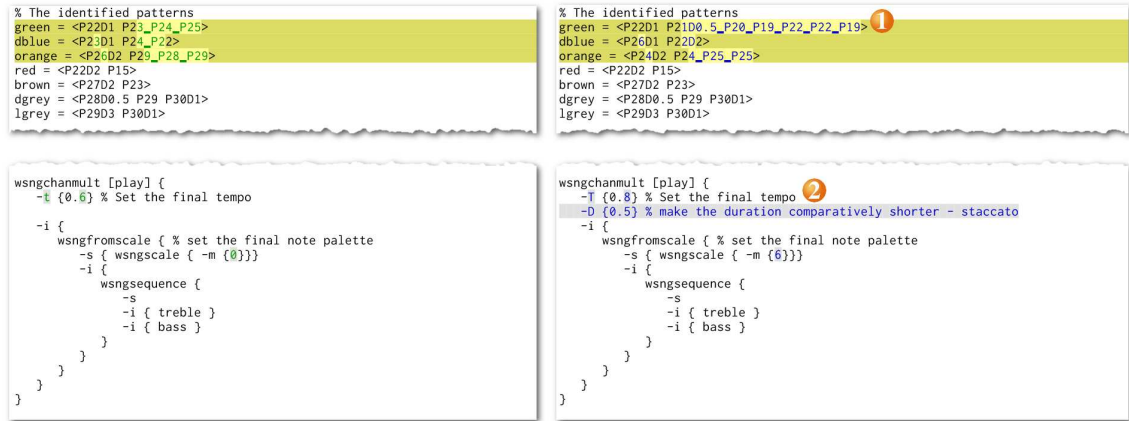 % The identified patterns
green = <P22D1 P23_P24_P25>
dblue = <P23D1 P24_P22>
orange = <P26D2 P29_P28_P29>
red = <P22D2 P15>
brown = <P27D2 P23>
dgrey = <P28D0.5 P29 P30D1>
lgrey = <P29D3 P30D1>
wsngchanmult [play] {
-t {0.6} % Set the final tempo
-i {
wsngfromscale { % set the final note palette
-s { wsngscale { -m {0}}}
-i {
wsngsequence {
-s
-i { treble }
-i { bass }
}
}
}
}
}
% The identified patterns
green = <P22D1 P21D0.5_P20_P19_P22_P22_P19>
dblue = <P26D1 P22D2>
orange = <P24D2 P24_P25_P25>
red = <P22D2 P15>
brown = <P27D2 P23>
dgrey = <P28D0.5 P29 P30D1>
lgrey = <P29D3 P30D1>
1
wsngchanmult [play] {
-T {0.8} % Set the final tempo
2
-D {0.5} % make the duration comparatively shorter - staccato
-i {
wsngfromscale { % set the final note palette
-s { wsngscale { -m {6}}}
-i {
wsngsequence {
-s
-i { treble }
-i { bass }
}
}
}
}
}